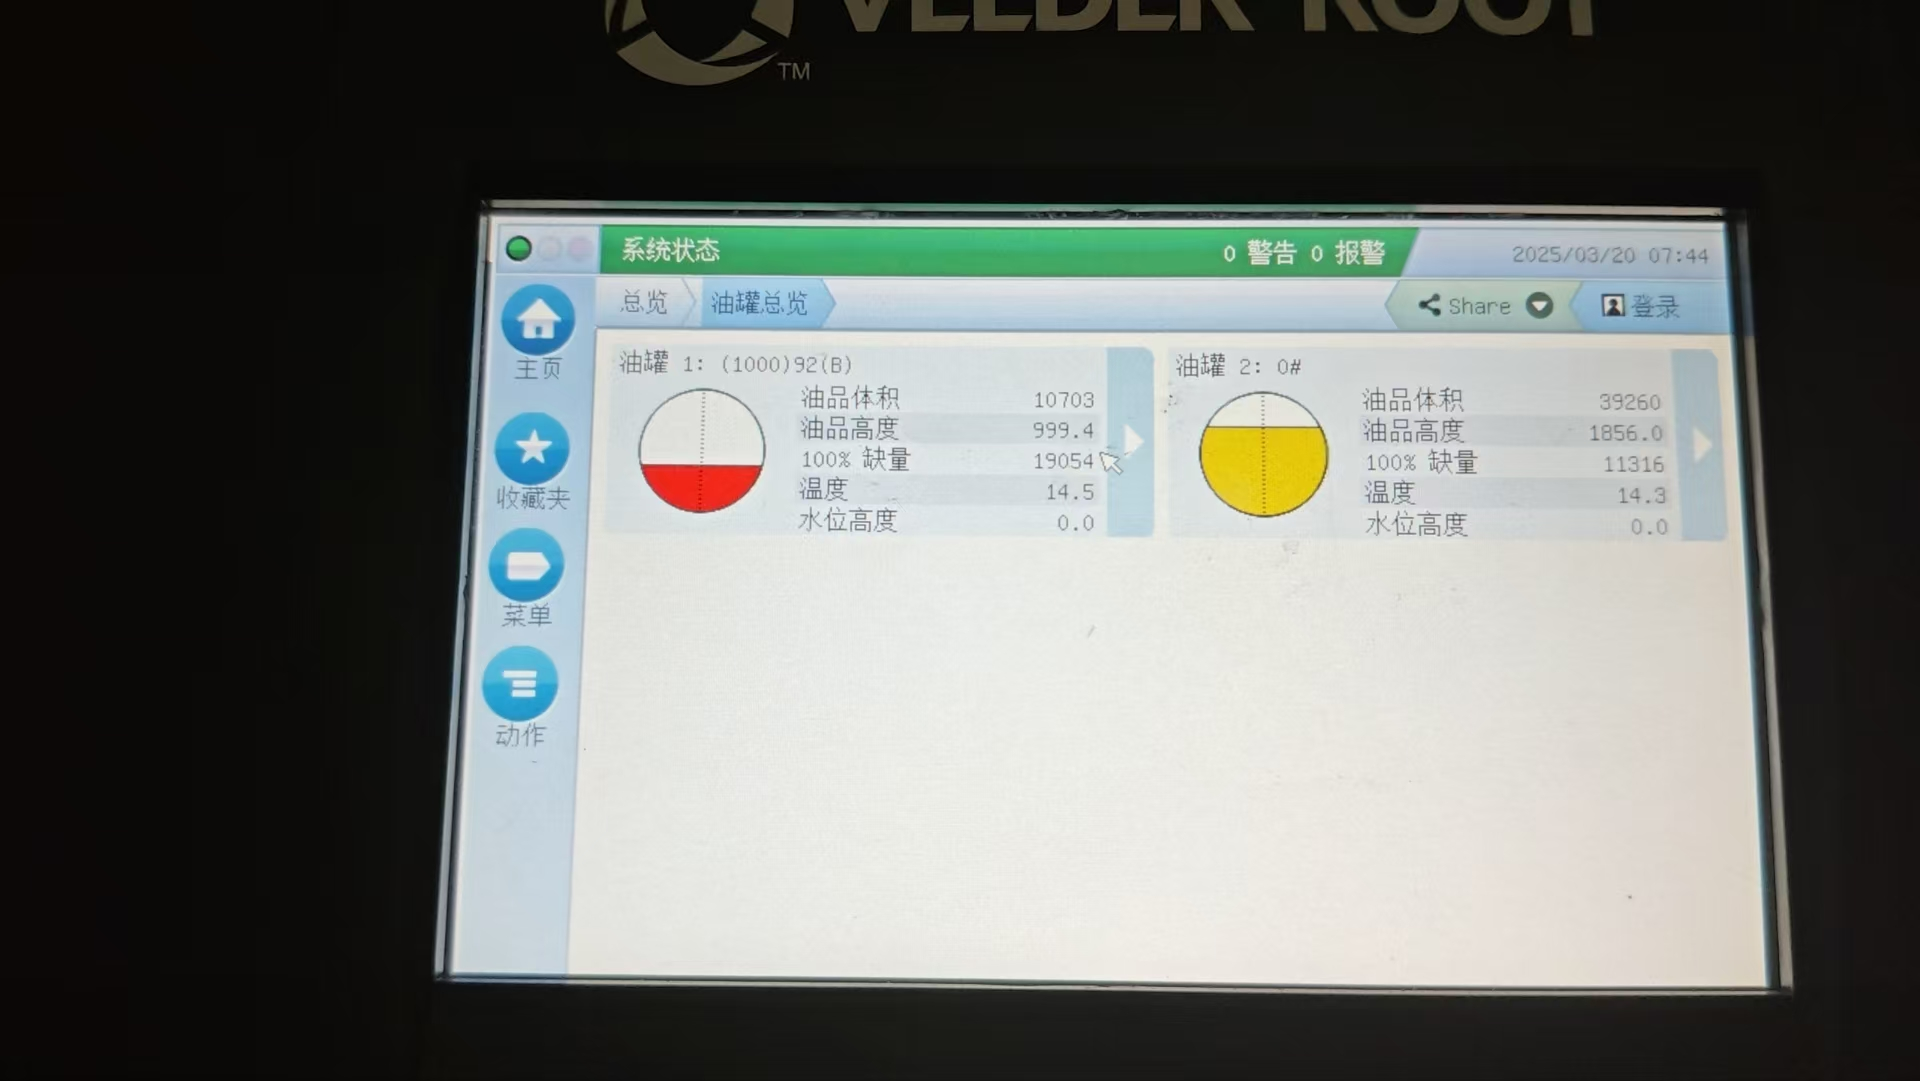 VEEDER-ROOT
TM
系统状态 0 警告 0 报警 2025/03/20 07:44
总览 油罐总览 Share 登录
主页
收藏夹
菜单
动作
油罐 1: (1000)92(B)
油品体积 10703
油品高度 999.4
100% 缺量 19054
温度 14.5
水位高度 0.0
油罐 2: 0#
油品体积 39260
油品高度 1856.0
100% 缺量 11316
温度 14.3
水位高度 0.0